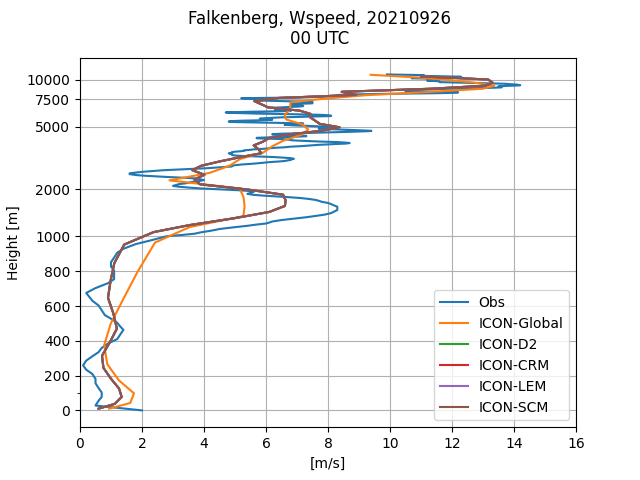 Falkenberg, Wspeed, 20210926
00 UTC
10000
7500
5000
2000
1000
800
600
400
200
0
Height [m]
Obs
ICON-Global
ICON-D2
ICON-CRM
ICON-LEM
ICON-SCM
0 2 4 6 8 10 12 14 16
[m/s]